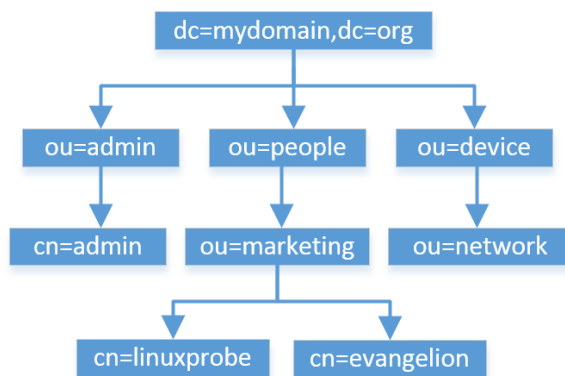 dc=mydomain,dc=org
ou=admin
ou=people
ou=device
cn=admin
ou=marketing
ou=network
cn=linuxprobe
cn=evangelion